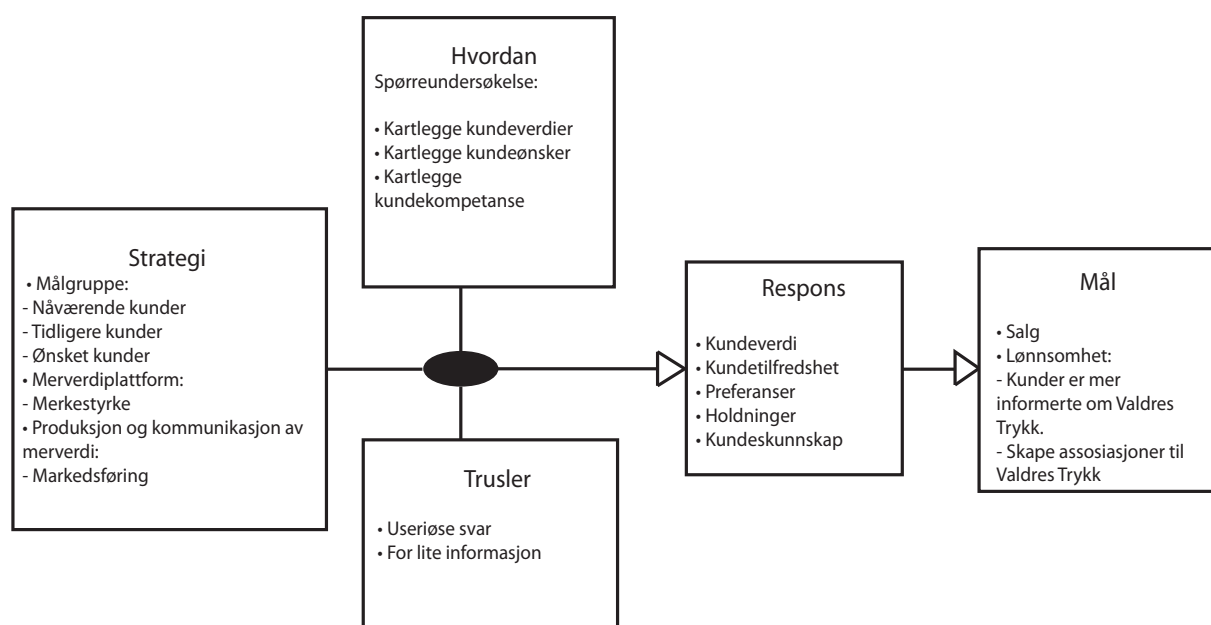 Hvordan
Spørreundersøkelse:
• Kartlegge kundeverdier
• Kartlegge kundeønsker
• Kartlegge
kundekompetanse
Strategi
• Målgruppe:
- Nåværende kunder
- Tidligere kunder
- Ønsket kunder
• Merverdiplattform:
- Merkestyrke
• Produksjon og kommunikasjon av
merverdi:
- Markedsføring
Trusler
• Useriøse svar
• For lite informasjon
Respons
• Kundeverdi
• Kundetilfredshet
• Preferanser
• Holdninger
• Kundeskunnskap
Mål
• Salg
• Lønnsomhet:
- Kunder er mer
informerte om Valdres
Trykk.
- Skape assosiasjoner til
Valdres Trykk